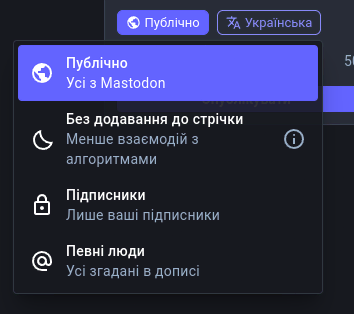 Публічно
Українська
Публічно
Усі з Mastodon
Без додавання до стрічки
Менше взаємодій з
алгоритмами
Підписники
Лише ваші підписники
Певні люди
Усі згадані в дописі